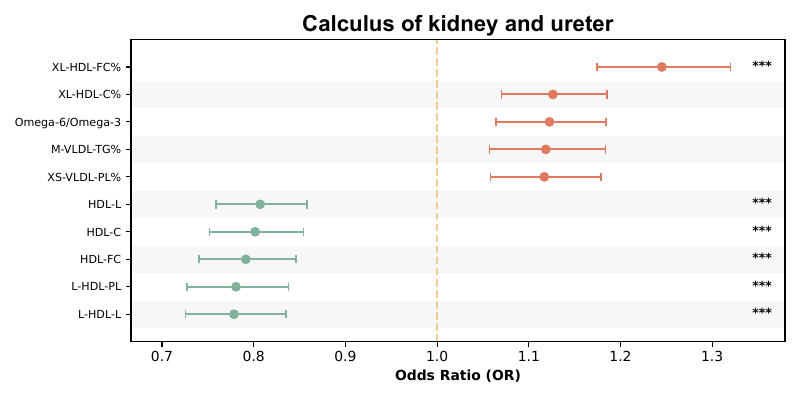 Calculus of kidney and ureter
XL-HDL-FC% ***
XL-HDL-C%
Omega-6/Omega-3
M-VLDL-TG%
XS-VLDL-PL%
HDL-L ***
HDL-C ***
HDL-FC ***
L-HDL-PL ***
L-HDL-L ***
0.7 0.8 0.9 1.0 1.1 1.2 1.3
Odds Ratio (OR)